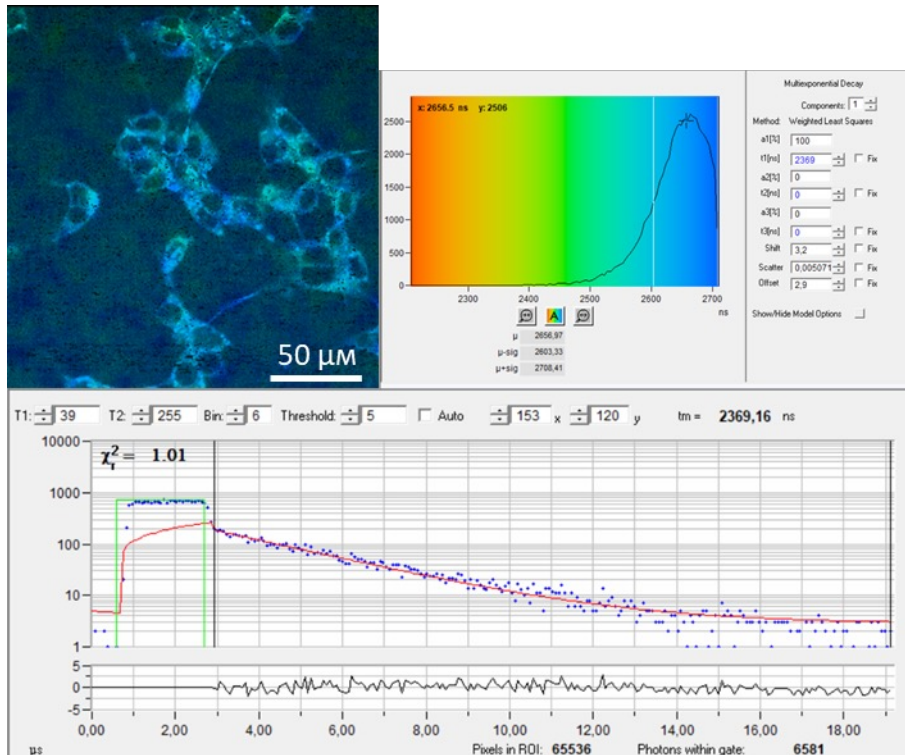 50 μм
x: 2656.5 ns y: 2506
2500
2000
1500
1000
500
0
2300 2400 2500 2600 2700
ns
μ 2656,97
μ-sig 2603,33
μ+sig 2708,41
Multiexponential Decay
Components: 1
Method: Weighted Least Squares
a1[%] 100
t1[ns] 2369 Fix
a2[%] 0
t2[ns] 0 Fix
a3[%] 0
t3[ns] 0 Fix
Shift 3,2 Fix
Scatter 0,005071 Fix
Offset 2,9 Fix
Show/Hide Model Options
T1: 39 T2: 255 Bin: 6 Threshold: 5 Auto 153 x 120 y tm = 2369,16 ns
χ²r = 1.01
10000
1000
100
10
1
5
0
-5
0,00 2,00 4,00 6,00 8,00 10,00 12,00 14,00 16,00 18,00
μs Pixels in ROI: 65536 Photons within gate: 6581